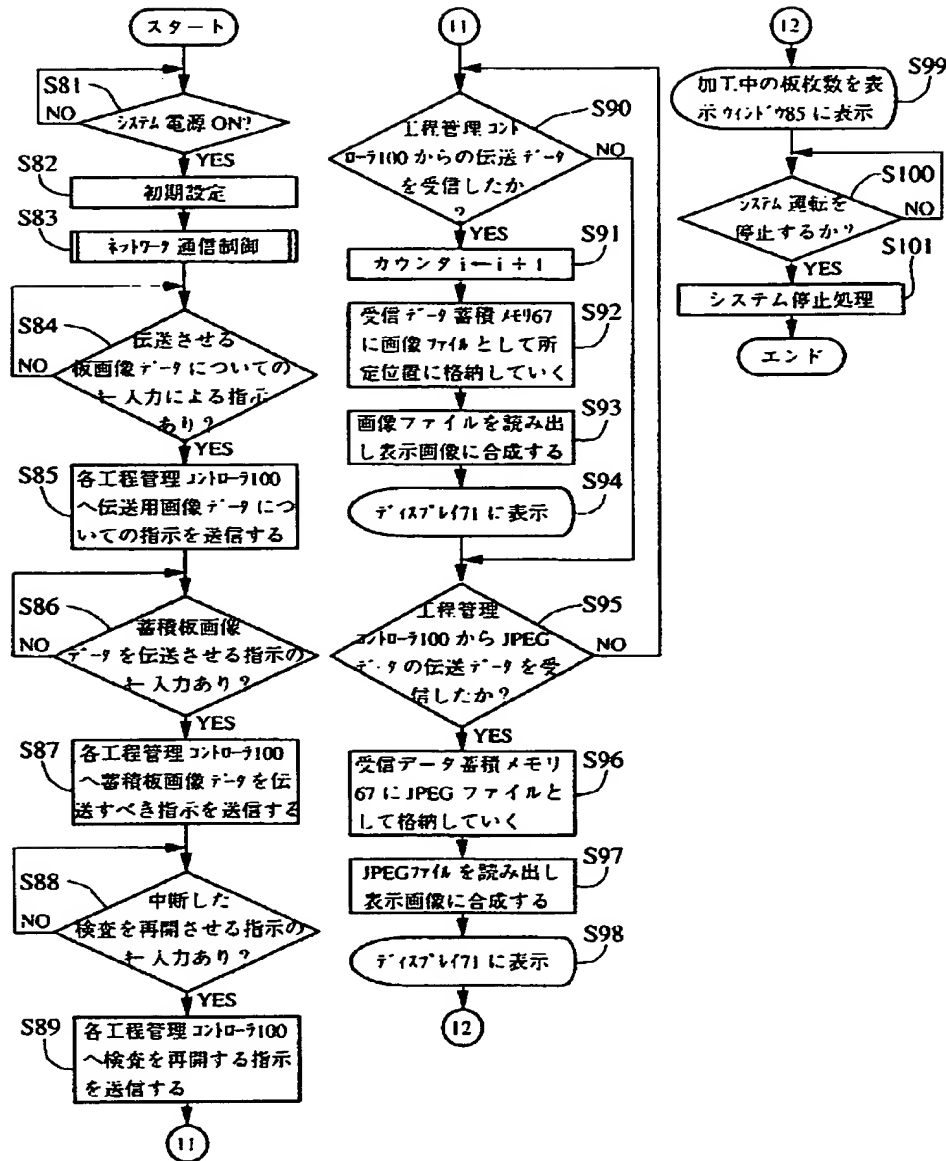 スタート
S81
システム 電源 ON?
NO
YES
S82
初期設定
S83
ネットワーク 通信制御
S84
伝送させる
板画像 データ についての
キー 入力による指示
あり?
NO
YES
S85
各工程管理 コントローラ100
へ伝送用画像 データ につ
いての指示を送信する
S86
蓄積板画像
データ を伝送させる指示の
キー 入力あり?
NO
YES
S87
各工程管理 コントローラ100
へ蓄積板画像 データ を伝
送すべき指示を送信する
S88
中断した
検査を再開させる指示の
キー 入力あり?
NO
YES
S89
各工程管理 コントローラ100
へ検査を再開する指示
を送信する
11
11
S90
工程管理 コント
ローラ100 からの伝送 データ
を受信したか
?
NO
YES
S91
カウンタ i←i+1
S92
受信 データ 蓄積 メモリ67
に画像 ファイル として所
定位置に格納していく
S93
画像ファイルを読み出
し表示画像に合成する
S94
ディスプレイ71 に表示
S95
工程管理
コントローラ100 から JPEG
データ の伝送データを受
信したか?
NO
YES
S96
受信データ蓄積メモリ
67 に JPEG ファイルと
して格納していく
S97
JPEGファイル を読み出し
表示画像に合成する
S98
ディスプレイ71 に表示
12
12
S99
加工中の板枚数を表
示 ウィンドウ85 に表示
S100
システム 運転を
停止するか?
NO
YES
S101
システム停止処理
エンド